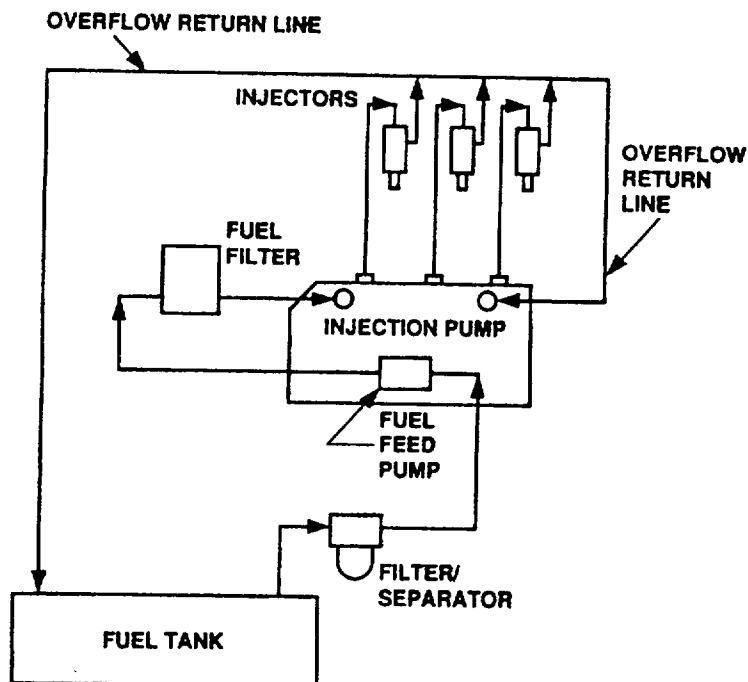 OVERFLOW RETURN LINE
INJECTORS
OVERFLOW
RETURN
LINE
FUEL
FILTER
INJECTION PUMP
FUEL
FEED
PUMP
FILTER/
SEPARATOR
FUEL TANK